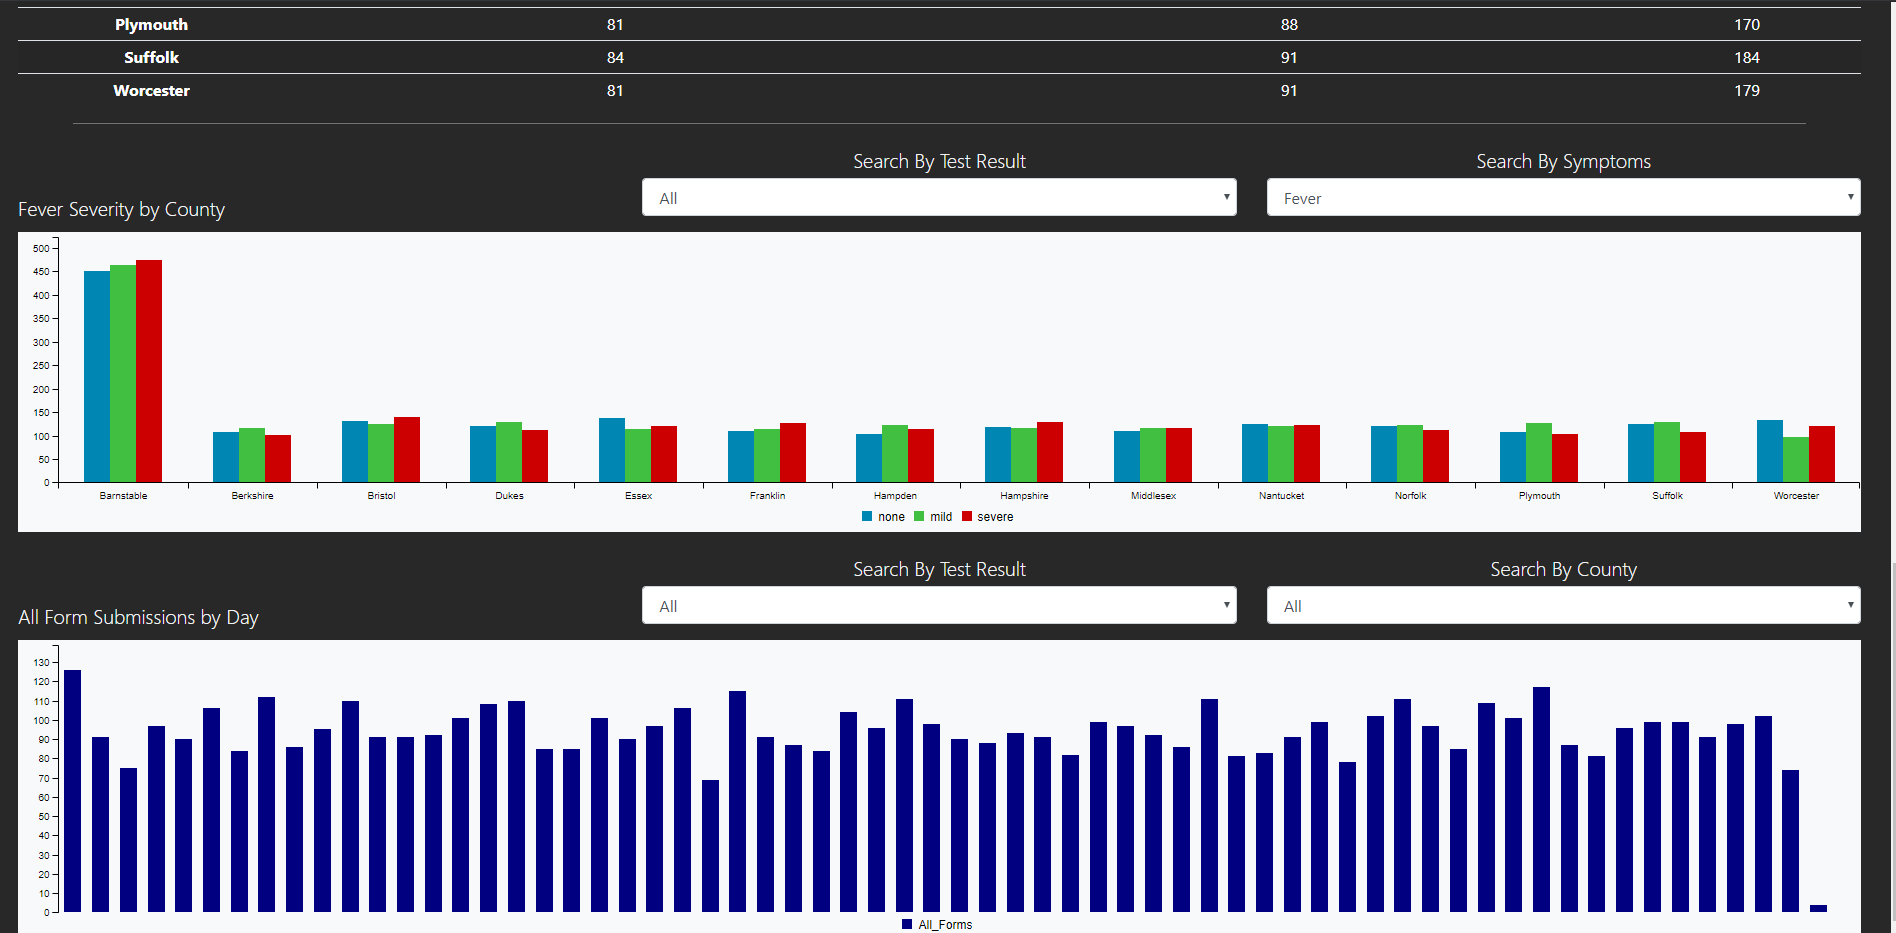 Plymouth 81 88 170
Suffolk 84 91 184
Worcester 81 91 179
Search By Test Result Search By Symptoms
All Fever
Fever Severity by County
500
450
400
350
300
250
200
150
100
50
0
Barnstable Berkshire Bristol Dukes Essex Franklin Hampden Hampshire Middlesex Nantucket Norfolk Plymouth Suffolk Worcester
none mild severe
Search By Test Result Search By County
All All
All Form Submissions by Day
130
120
110
100
90
80
70
60
50
40
30
20
10
0
All_Forms